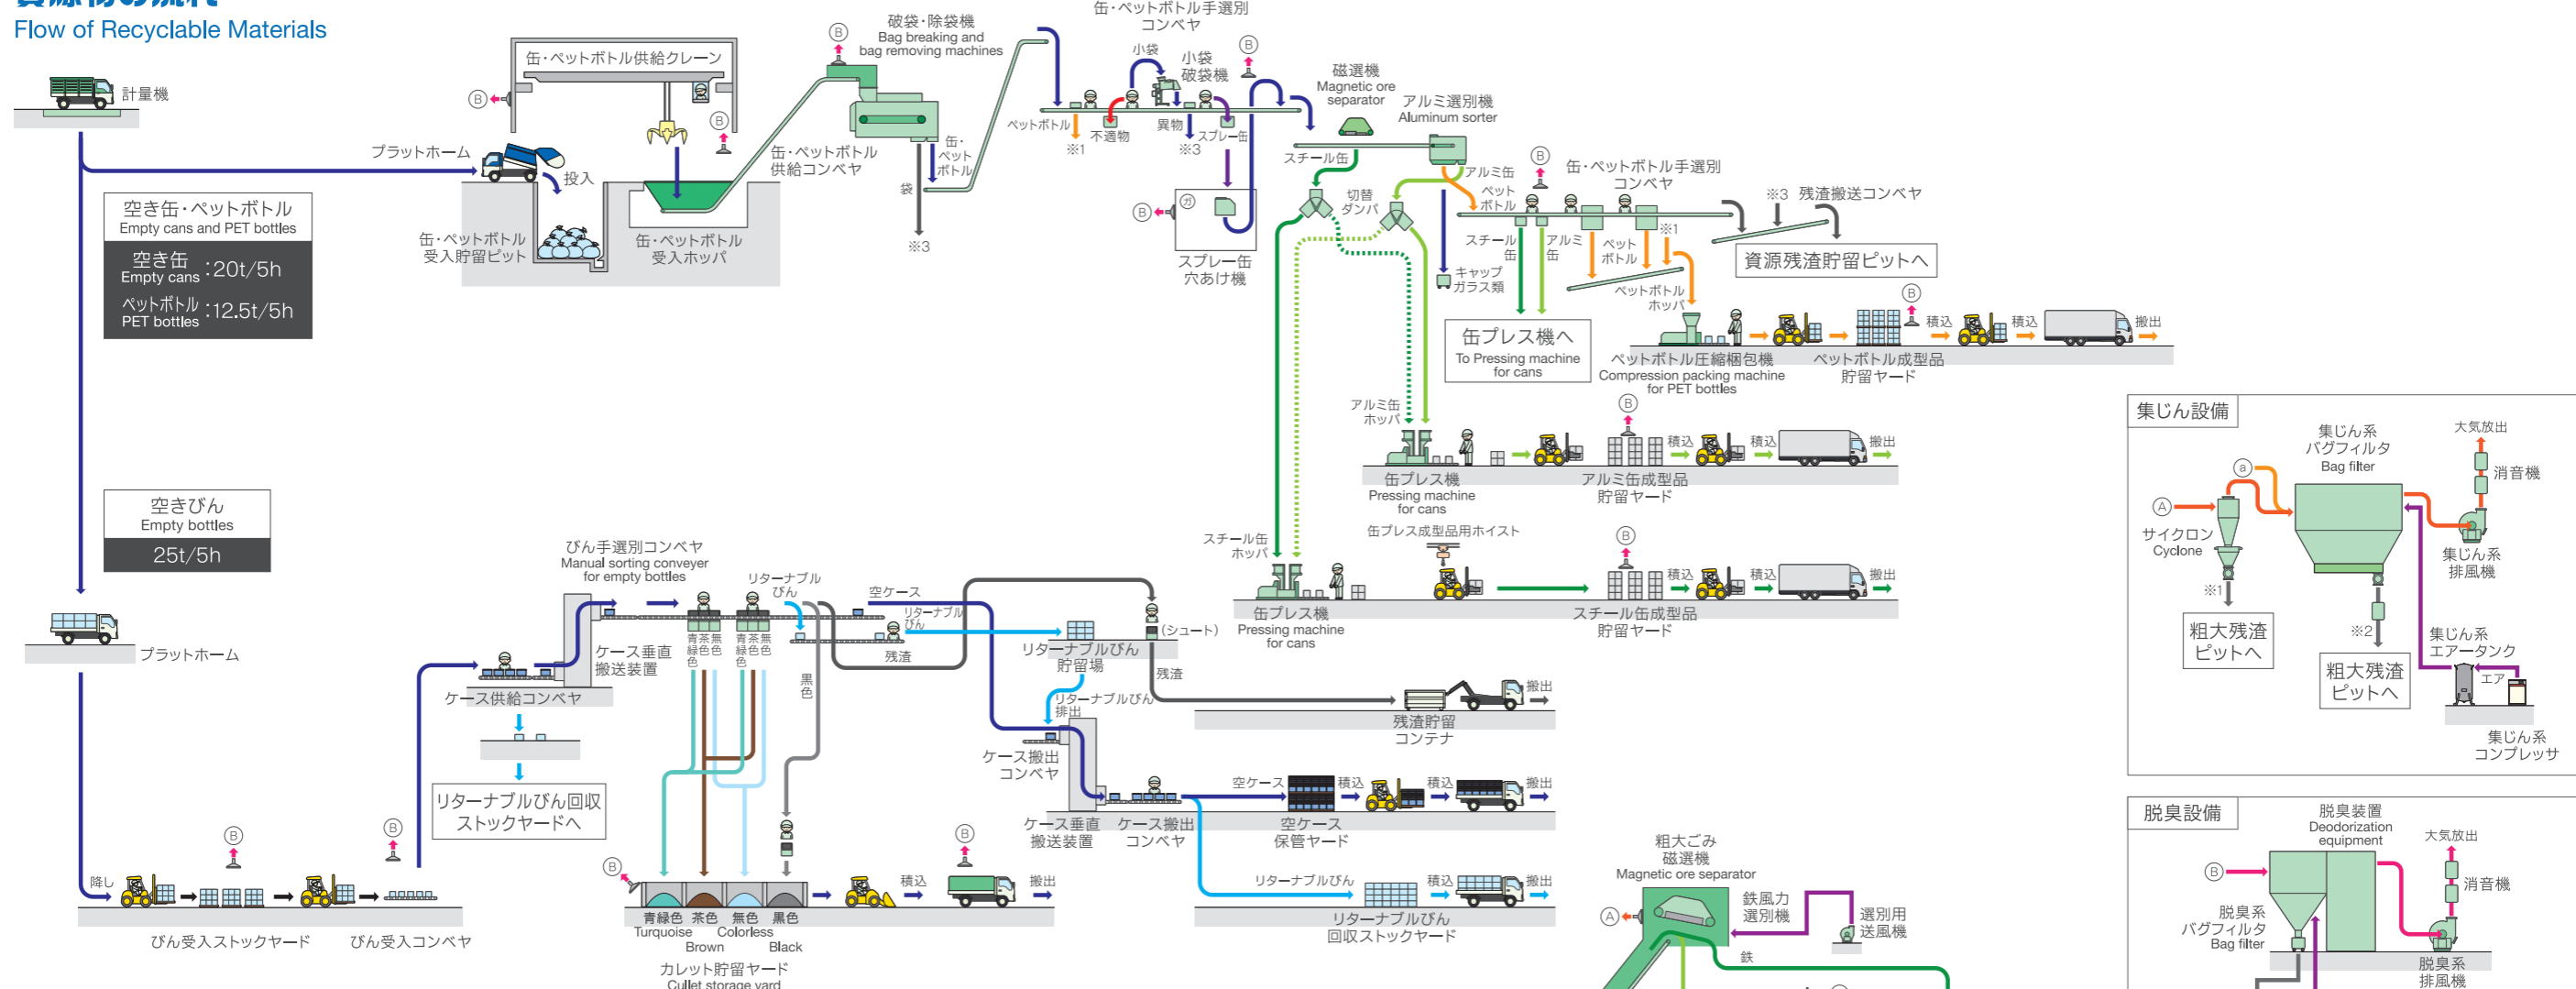 資源物の流れ
Flow of Recyclable Materials
計量機
プラットホーム
空き缶・ペットボトル
Empty cans and PET bottles
空き缶
Empty cans
:20t/5h
ペットボトル
PET bottles
:12.5t/5h
缶・ペットボトル供給クレーン
B
B
投入
缶・ペットボトル
受入貯留ピット
缶・ペットボトル
受入ホッパ
缶・ペットボトル
供給コンベヤ
B
破袋・除袋機
Bag breaking and
bag removing machines
缶・
ペット
ボトル
袋
※3
缶・ペットボトル手選別
コンベヤ
小袋
小袋
破袋機
B
ペットボトル
※1
不適物
異物
※3
スプレー缶
B
ガ
スプレー缶
穴あけ機
磁選機
Magnetic ore
separator
アルミ選別機
Aluminum sorter
スチール缶
アルミ缶
ペット
ボトル
切替
ダンパ
B
缶・ペットボトル手選別
コンベヤ
※3 残渣搬送コンベヤ
スチール
缶
アルミ
缶
ペット
ボトル
※1
キャップ
ガラス類
資源残渣貯留ピットへ
ペットボトル
ホッパ
缶プレス機へ
To Pressing machine
for cans
B
積込
積込
搬出
ペットボトル圧縮梱包機
Compression packing machine
for PET bottles
ペットボトル成型品
貯留ヤード
アルミ缶
ホッパ
B
積込
積込
搬出
缶プレス機
Pressing machine
for cans
アルミ缶成型品
貯留ヤード
スチール缶
ホッパ
缶プレス成型品用ホイスト
B
積込
積込
搬出
缶プレス機
Pressing machine
for cans
スチール缶成型品
貯留ヤード
空きびん
Empty bottles
25t/5h
プラットホーム
降し
B
B
びん受入ストックヤード
びん受入コンベヤ
ケース供給コンベヤ
リターナブルびん回収
ストックヤードへ
ケース垂直
搬送装置
びん手選別コンベヤ
Manual sorting conveyer
for empty bottles
青緑色
茶色
無色
青緑色
茶色
無色
リターナブル
びん
空ケース
リターナブル
びん
残渣
黒色
(シュート)
リターナブルびん
貯留場
残渣
リターナブルびん
排出
搬出
残渣貯留
コンテナ
ケース搬出
コンベヤ
ケース垂直
搬送装置
ケース搬出
コンベヤ
空ケース
積込
積込
搬出
空ケース
保管ヤード
リターナブルびん
積込
搬出
リターナブルびん
回収ストックヤード
B
B
積込
搬出
青緑色
Turquoise
茶色
Brown
無色
Colorless
黒色
Black
カレット貯留ヤード
Cullet storage yard
粗大ごみ
磁選機
Magnetic ore separator
A
鉄風力
選別機
選別用
送風機
鉄
集じん設備
集じん系
バグフィルタ
Bag filter
大気放出
消音機
a
A
サイクロン
Cyclone
※1
粗大残渣
ピットへ
※2
粗大残渣
ピットへ
集じん系
排風機
集じん系
エアータンク
エア
集じん系
コンプレッサ
脱臭設備
脱臭装置
Deodorization
equipment
大気放出
消音機
B
脱臭系
バグフィルタ
Bag filter
脱臭系
排風機